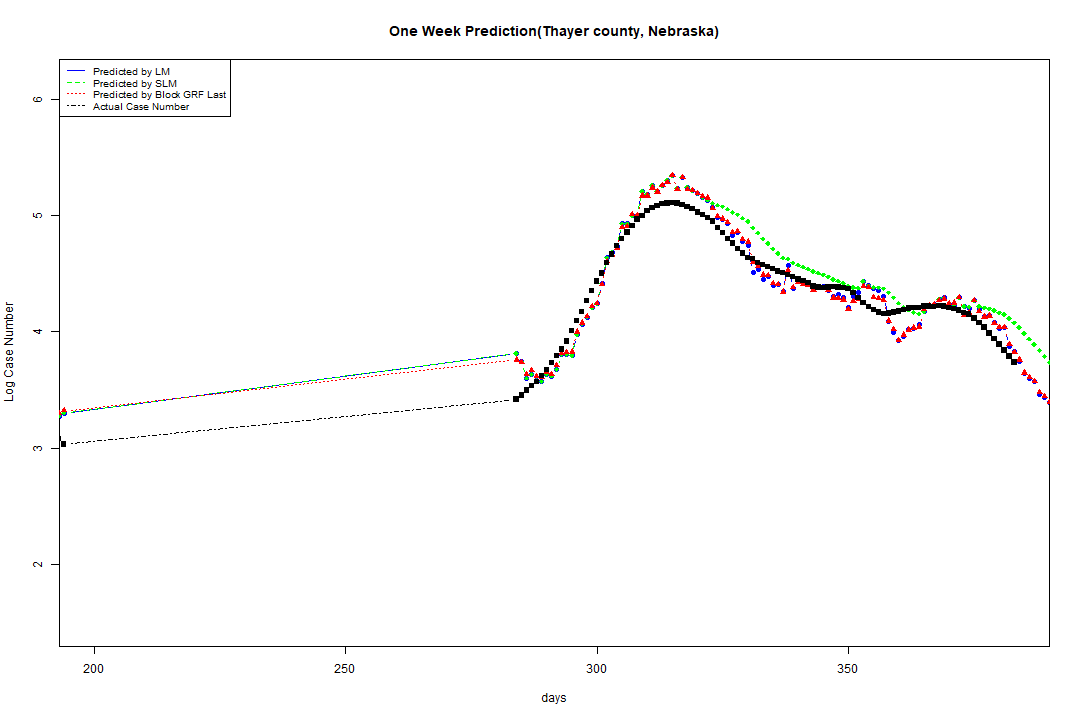 One Week Prediction(Thayer county, Nebraska)
Predicted by LM
Predicted by SLM
Predicted by Block GRF Last
Actual Case Number
6
5
4
3
2
Log Case Number
200
250
300
350
days